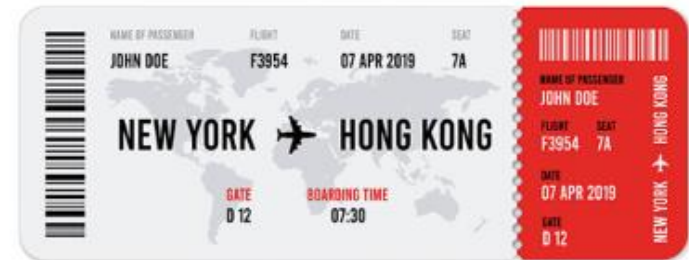 NAME OF PASSENGER FLIGHT DATE SEAT
JOHN DOE F3954 07 APR 2019 7A
NEW YORK HONG KONG
GATE BOARDING TIME
D 12 07:30
NAME OF PASSENGER
JOHN DOE
FLIGHT SEAT
F3954 7A
DATE
07 APR 2019
GATE
D 12
NEW YORK HONG KONG